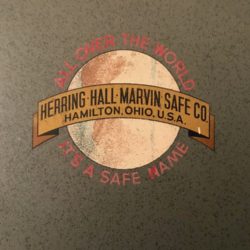 ALL OVER THE WORLD
HERRING·HALL·MARVIN SAFE CO.
HAMILTON, OHIO, U.S.A.
IT'S A SAFE NAME